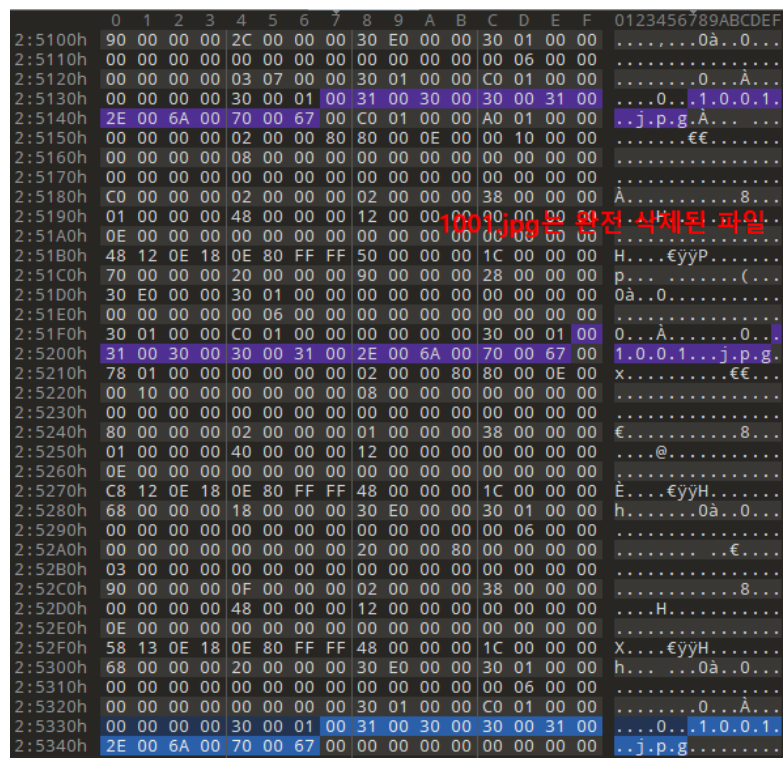 0 1 2 3 4 5 6 7 8 9 A B C D E F 0123456789ABCDEF
2:5100h 90 00 00 00 2C 00 00 00 30 E0 00 00 30 01 00 00 ....,...0à..0...
2:5110h 00 00 00 00 00 00 00 00 00 00 00 00 00 06 00 00 ................
2:5120h 00 00 00 00 03 07 00 00 30 01 00 00 C0 01 00 00 ........0...À...
2:5130h 00 00 00 00 30 00 01 00 31 00 30 00 30 00 31 00 ....0...1.0.0.1.
2:5140h 2E 00 6A 00 70 00 67 00 C0 01 00 00 A0 01 00 00 ..j.p.g.À... ...
2:5150h 00 00 00 00 02 00 00 80 80 00 0E 00 00 10 00 00 .......€€.......
2:5160h 00 00 00 00 08 00 00 00 00 00 00 00 00 00 00 00 ................
2:5170h 00 00 00 00 00 00 00 00 00 00 00 00 00 00 00 00 ................
2:5180h C0 00 00 00 02 00 00 00 02 00 00 00 38 00 00 00 À...........8...
2:5190h 01 00 00 00 48 00 00 00 12 00 00 00 00 00 ....H...........
1001.jpg는 완전 삭제된 파일
2:51A0h 0E 00 00 00 00 00 00 00 00 00 00 00 00 00 00 00 ................
2:51B0h 48 12 0E 18 0E 80 FF FF 50 00 00 00 1C 00 00 00 H....€ÿÿP.......
2:51C0h 70 00 00 00 20 00 00 00 90 00 00 00 28 00 00 00 p... .......(...
2:51D0h 30 E0 00 00 30 01 00 00 00 00 00 00 00 00 00 00 0à..0...........
2:51E0h 00 00 00 00 00 06 00 00 00 00 00 00 00 00 00 00 ................
2:51F0h 30 01 00 00 C0 01 00 00 00 00 00 00 30 00 01 00 0...À.......0...
2:5200h 31 00 30 00 30 00 31 00 2E 00 6A 00 70 00 67 00 1.0.0.1...j.p.g.
2:5210h 78 01 00 00 00 00 00 00 02 00 00 80 80 00 0E 00 x..........€€...
2:5220h 00 10 00 00 00 00 00 00 08 00 00 00 00 00 00 00 ................
2:5230h 00 00 00 00 00 00 00 00 00 00 00 00 00 00 00 00 ................
2:5240h 80 00 00 00 02 00 00 00 01 00 00 00 38 00 00 00 €...........8...
2:5250h 01 00 00 00 40 00 00 00 12 00 00 00 00 00 00 00 ....@...........
2:5260h 0E 00 00 00 00 00 00 00 00 00 00 00 00 00 00 00 ................
2:5270h C8 12 0E 18 0E 80 FF FF 48 00 00 00 1C 00 00 00 È....€ÿÿH.......
2:5280h 68 00 00 00 18 00 00 00 30 E0 00 00 30 01 00 00 h.......0à..0...
2:5290h 00 00 00 00 00 00 00 00 00 00 00 00 00 06 00 00 ................
2:52A0h 00 00 00 00 00 00 00 00 20 00 00 80 00 00 00 00 ........ ..€....
2:52B0h 03 00 00 00 00 00 00 00 00 00 00 00 00 00 00 00 ................
2:52C0h 90 00 00 00 0F 00 00 00 02 00 00 00 38 00 00 00 ............8...
2:52D0h 00 00 00 00 48 00 00 00 12 00 00 00 00 00 00 00 ....H...........
2:52E0h 0E 00 00 00 00 00 00 00 00 00 00 00 00 00 00 00 ................
2:52F0h 58 13 0E 18 0E 80 FF FF 48 00 00 00 1C 00 00 00 X....€ÿÿH.......
2:5300h 68 00 00 00 20 00 00 00 30 E0 00 00 30 01 00 00 h... ...0à..0...
2:5310h 00 00 00 00 00 00 00 00 00 00 00 00 00 06 00 00 ................
2:5320h 00 00 00 00 00 00 00 00 30 01 00 00 C0 01 00 00 ........0...À...
2:5330h 00 00 00 00 30 00 01 00 31 00 30 00 30 00 31 00 ....0...1.0.0.1.
2:5340h 2E 00 6A 00 70 00 67 00 00 00 00 00 00 00 00 00 ..j.p.g.........